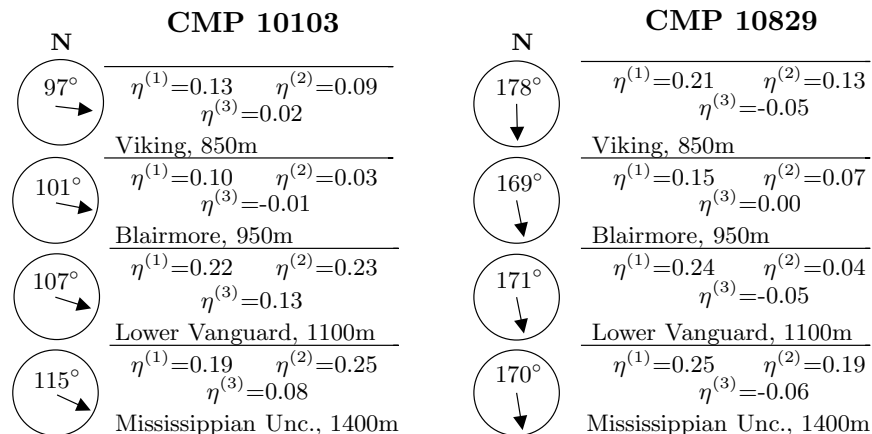 CMP 10103
N
97°
η(1)=0.13 η(2)=0.09
η(3)=0.02
Viking, 850m
101°
η(1)=0.10 η(2)=0.03
η(3)=-0.01
Blairmore, 950m
107°
η(1)=0.22 η(2)=0.23
η(3)=0.13
Lower Vanguard, 1100m
115°
η(1)=0.19 η(2)=0.25
η(3)=0.08
Mississippian Unc., 1400m
CMP 10829
N
178°
η(1)=0.21 η(2)=0.13
η(3)=-0.05
Viking, 850m
169°
η(1)=0.15 η(2)=0.07
η(3)=0.00
Blairmore, 950m
171°
η(1)=0.24 η(2)=0.04
η(3)=-0.05
Lower Vanguard, 1100m
170°
η(1)=0.25 η(2)=0.19
η(3)=-0.06
Mississippian Unc., 1400m